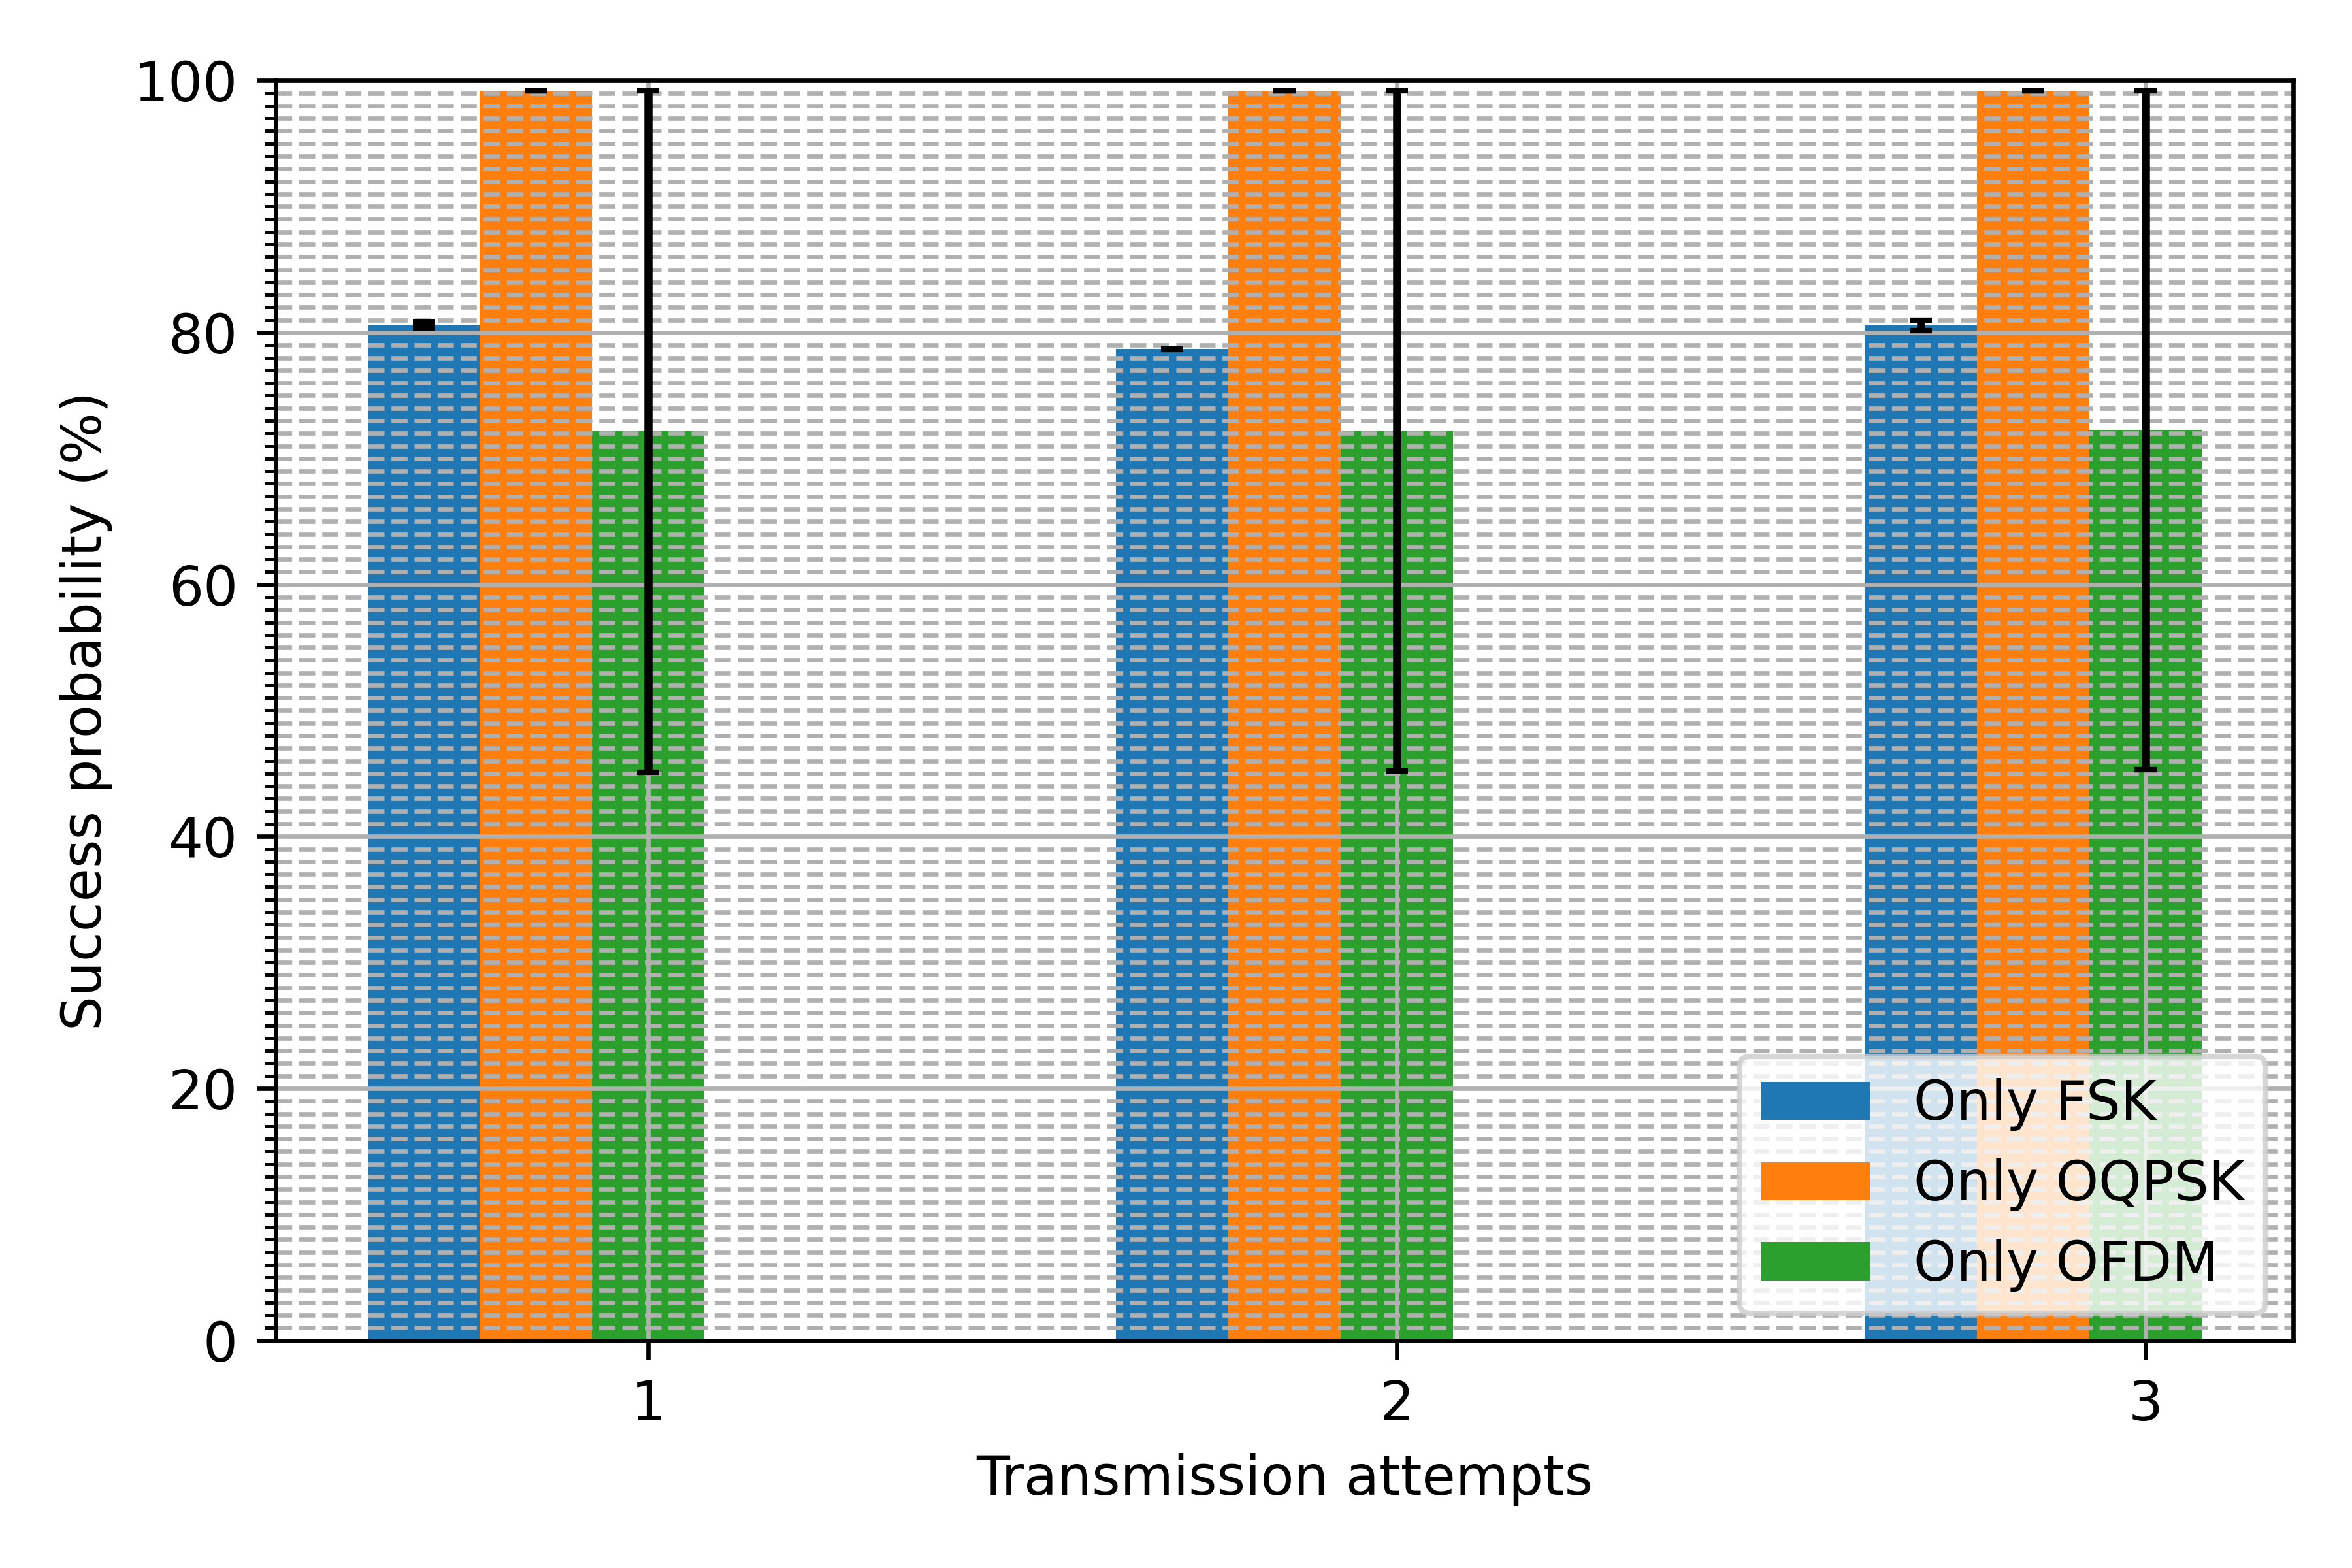 100
80
60
40
20
0
Success probability (%)
1
2
3
Transmission attempts
Only FSK
Only OQPSK
Only OFDM